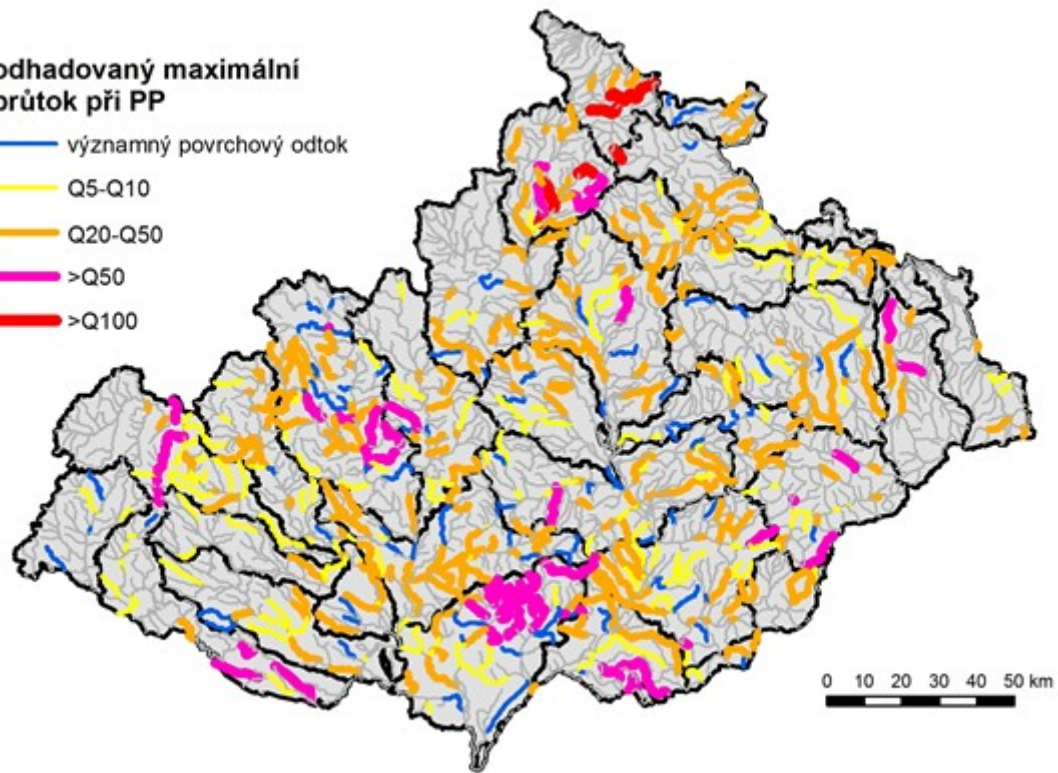 odhadovaný maximální
průtok při PP
významný povrchový odtok
Q5-Q10
Q20-Q50
>Q50
>Q100
0 10 20 30 40 50 km